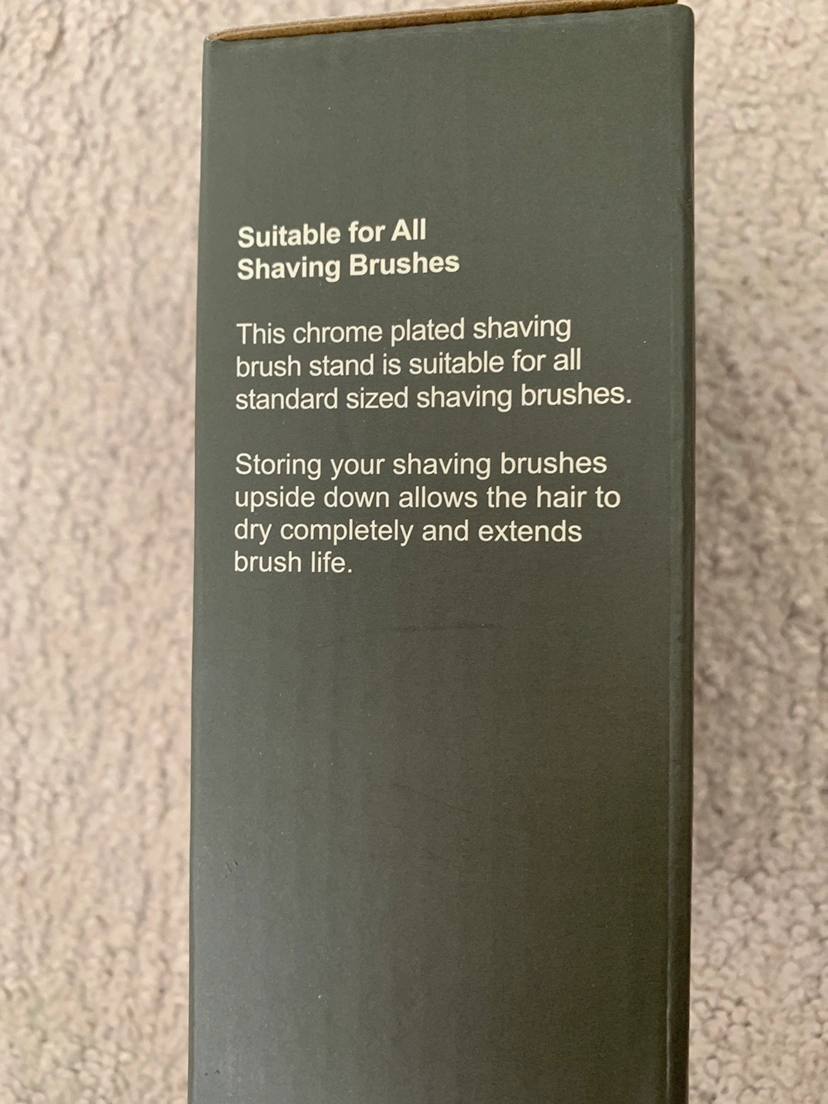 Suitable for All
Shaving Brushes
This chrome plated shaving
brush stand is suitable for all
standard sized shaving brushes.
Storing your shaving brushes
upside down allows the hair to
dry completely and extends
brush life.